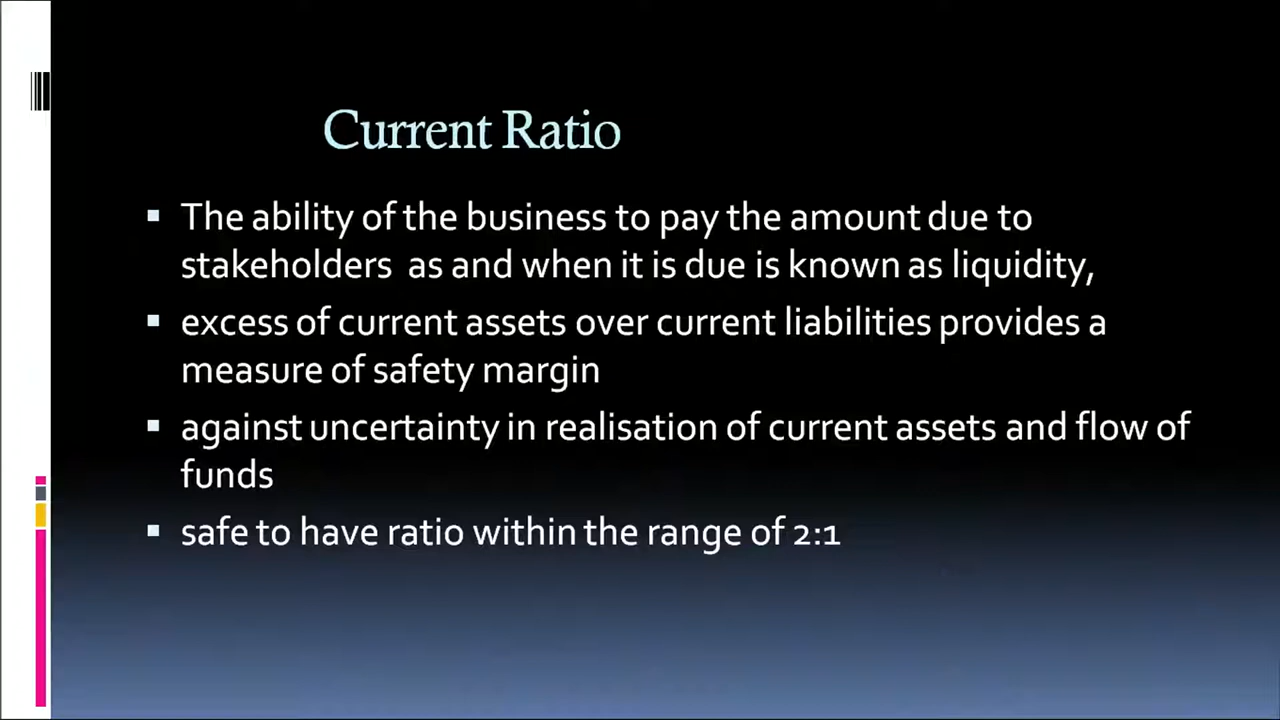 Current Ratio
The ability of the business to pay the amount due to
stakeholders as and when it is due is known as liquidity,
excess of current assets over current liabilities provides a
measure of safety margin
against uncertainty in realisation of current assets and flow of
funds
safe to have ratio within the range of 2:1